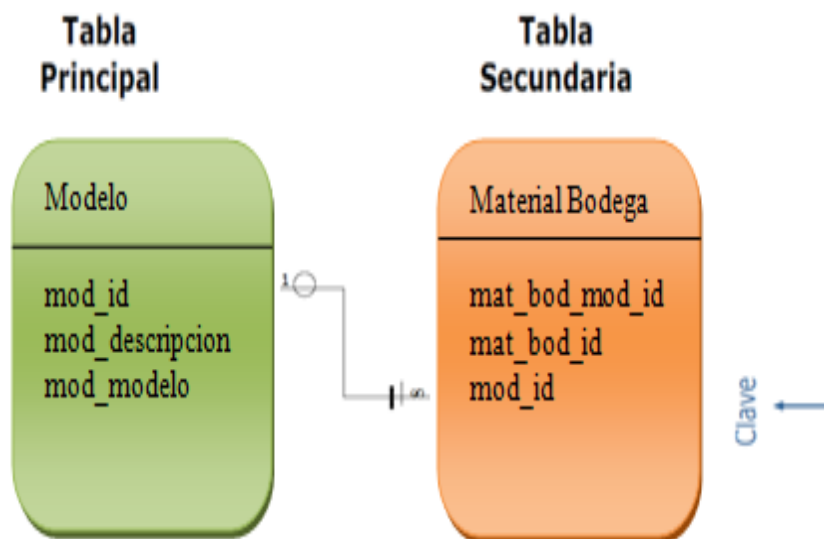 Tabla
Principal
Tabla
Secundaria
Modelo
mod_id
mod_descripcion
mod_modelo
1
∞
Material Bodega
mat_bod_mod_id
mat_bod_id
mod_id
Clave